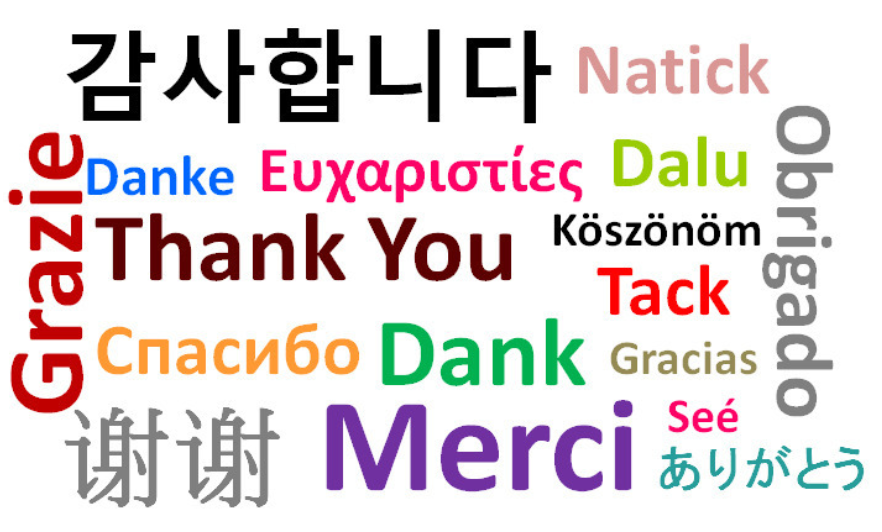 감사합니다
Natick
Grazie
Danke
Ευχαριστίες
Dalu
Obrigado
Thank You
Köszönöm
Tack
Спасибо
Dank
Gracias
谢谢
Merci
Seé
ありがとう